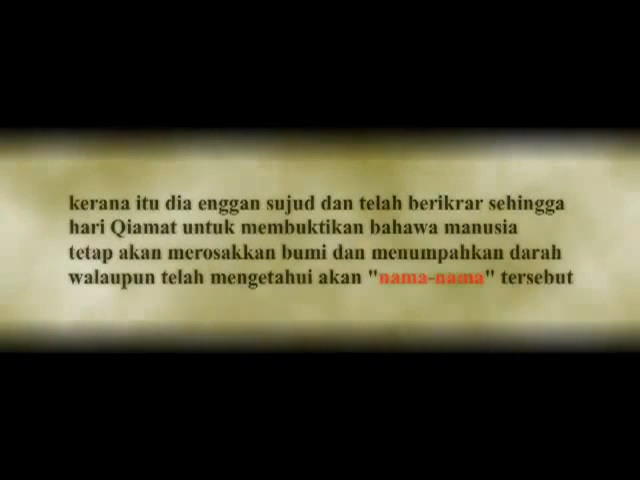 kerana itu dia enggan sujud dan telah berikrar sehingga
hari Qiamat untuk membuktikan bahawa manusia
tetap akan merosakkan bumi dan menumpahkan darah
walaupun telah mengetahui akan "nama-nama" tersebut